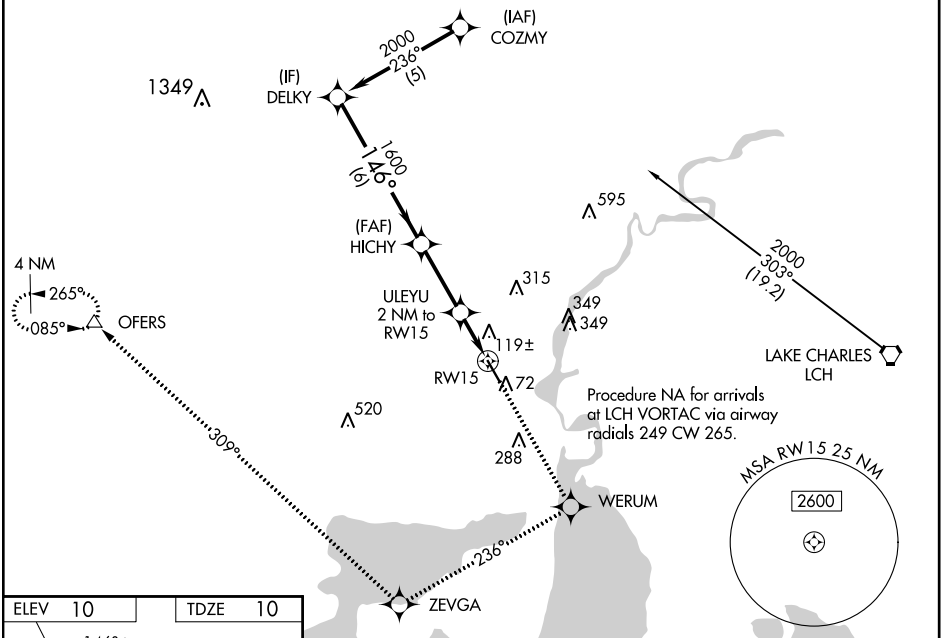 (IAF)
COZMY
2000
236°
(5)
(IF)
DELKY
1349
1600
146°
(6)
595
(FAF)
HICHY
2000
303°
(19.2)
4 NM
265°
085°
OFERS
315
ULEYU
2 NM to
RW15
349
349
119±
LAKE CHARLES
LCH
RW15
72
Procedure NA for arrivals
at LCH VORTAC via airway
radials 249 CW 265.
520
309°
288
MSA RW15 25 NM
2600
WERUM
236°
ZEVGA
ELEV 10
TDZE 10